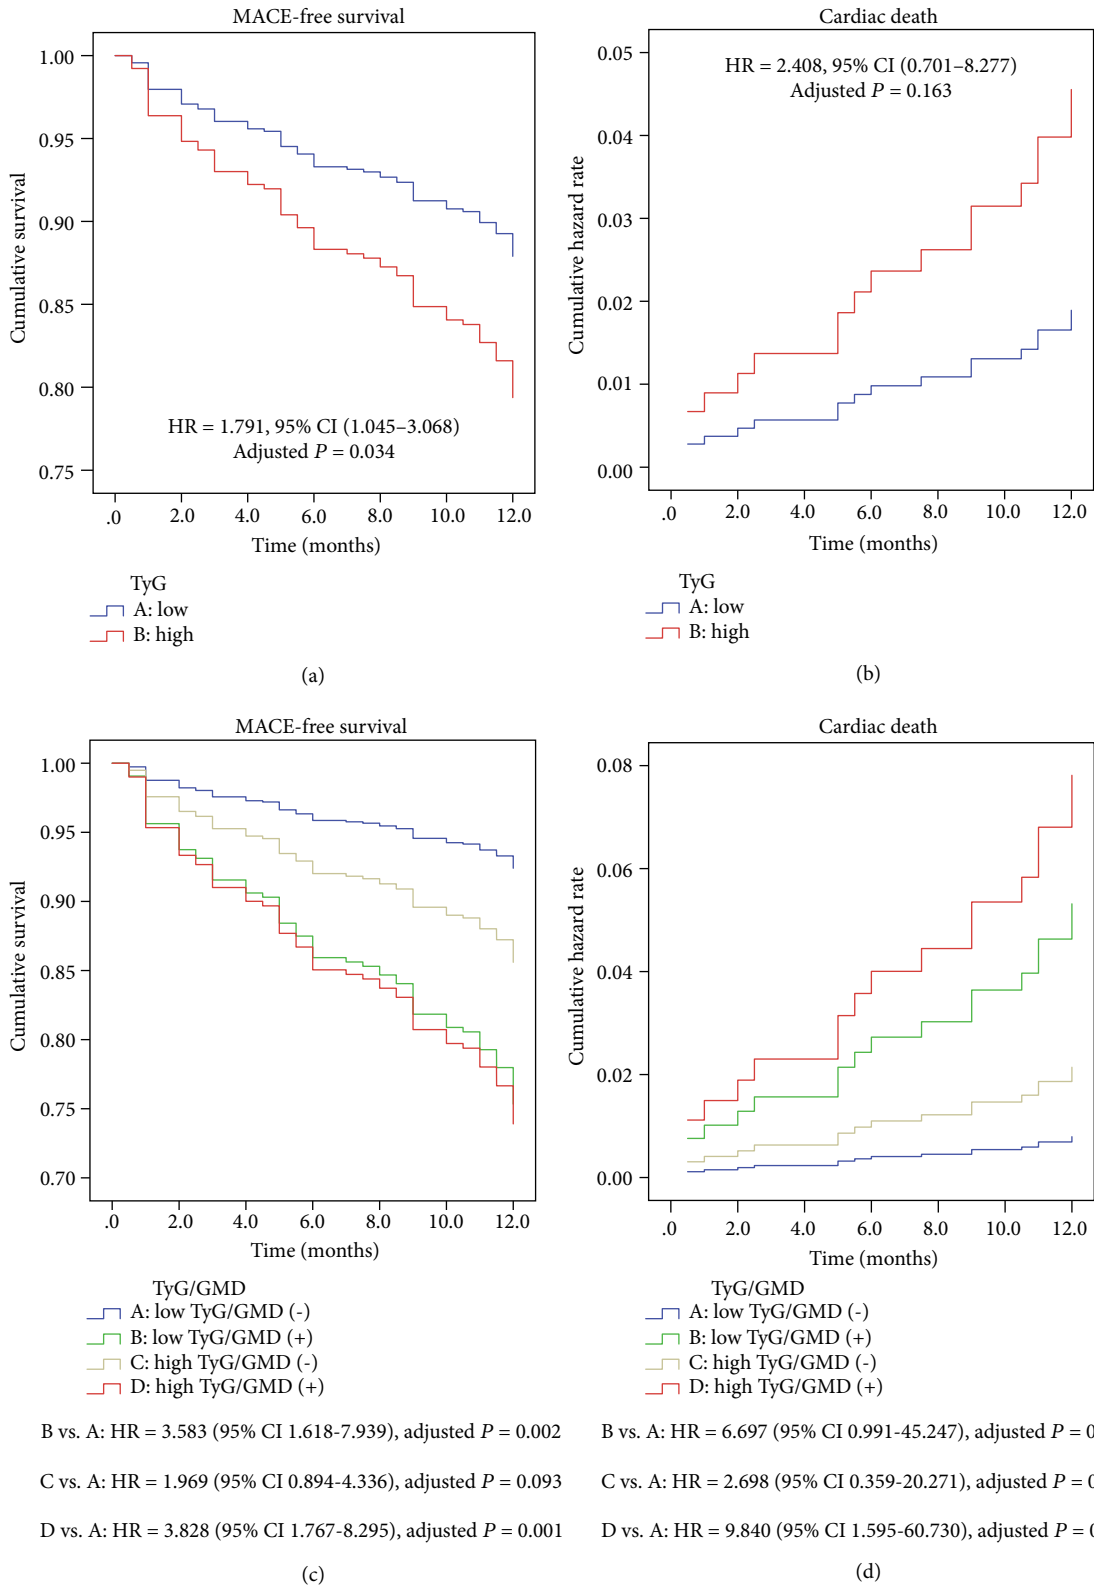 MACE-free survival
1.00
0.95
0.90
0.85
0.80
0.75
Cumulative survival
HR = 1.791, 95% CI (1.045–3.068)
Adjusted P = 0.034
.0 2.0 4.0 6.0 8.0 10.0 12.0
Time (months)
TyG
A: low
B: high
(a)
Cardiac death
0.05
0.04
0.03
0.02
0.01
0.00
Cumulative hazard rate
HR = 2.408, 95% CI (0.701–8.277)
Adjusted P = 0.163
.0 2.0 4.0 6.0 8.0 10.0 12.0
Time (months)
TyG
A: low
B: high
(b)
MACE-free survival
1.00
0.95
0.90
0.85
0.80
0.75
0.70
Cumulative survival
.0 2.0 4.0 6.0 8.0 10.0 12.0
Time (months)
TyG/GMD
A: low TyG/GMD (-)
B: low TyG/GMD (+)
C: high TyG/GMD (-)
D: high TyG/GMD (+)
B vs. A: HR = 3.583 (95% CI 1.618-7.939), adjusted P = 0.002
C vs. A: HR = 1.969 (95% CI 0.894-4.336), adjusted P = 0.093
D vs. A: HR = 3.828 (95% CI 1.767-8.295), adjusted P = 0.001
(c)
Cardiac death
0.08
0.06
0.04
0.02
0.00
Cumulative hazard rate
.0 2.0 4.0 6.0 8.0 10.0 12.0
Time (months)
TyG/GMD
A: low TyG/GMD (-)
B: low TyG/GMD (+)
C: high TyG/GMD (-)
D: high TyG/GMD (+)
B vs. A: HR = 6.697 (95% CI 0.991-45.247), adjusted P = 0
C vs. A: HR = 2.698 (95% CI 0.359-20.271), adjusted P = 0
D vs. A: HR = 9.840 (95% CI 1.595-60.730), adjusted P = 0
(d)